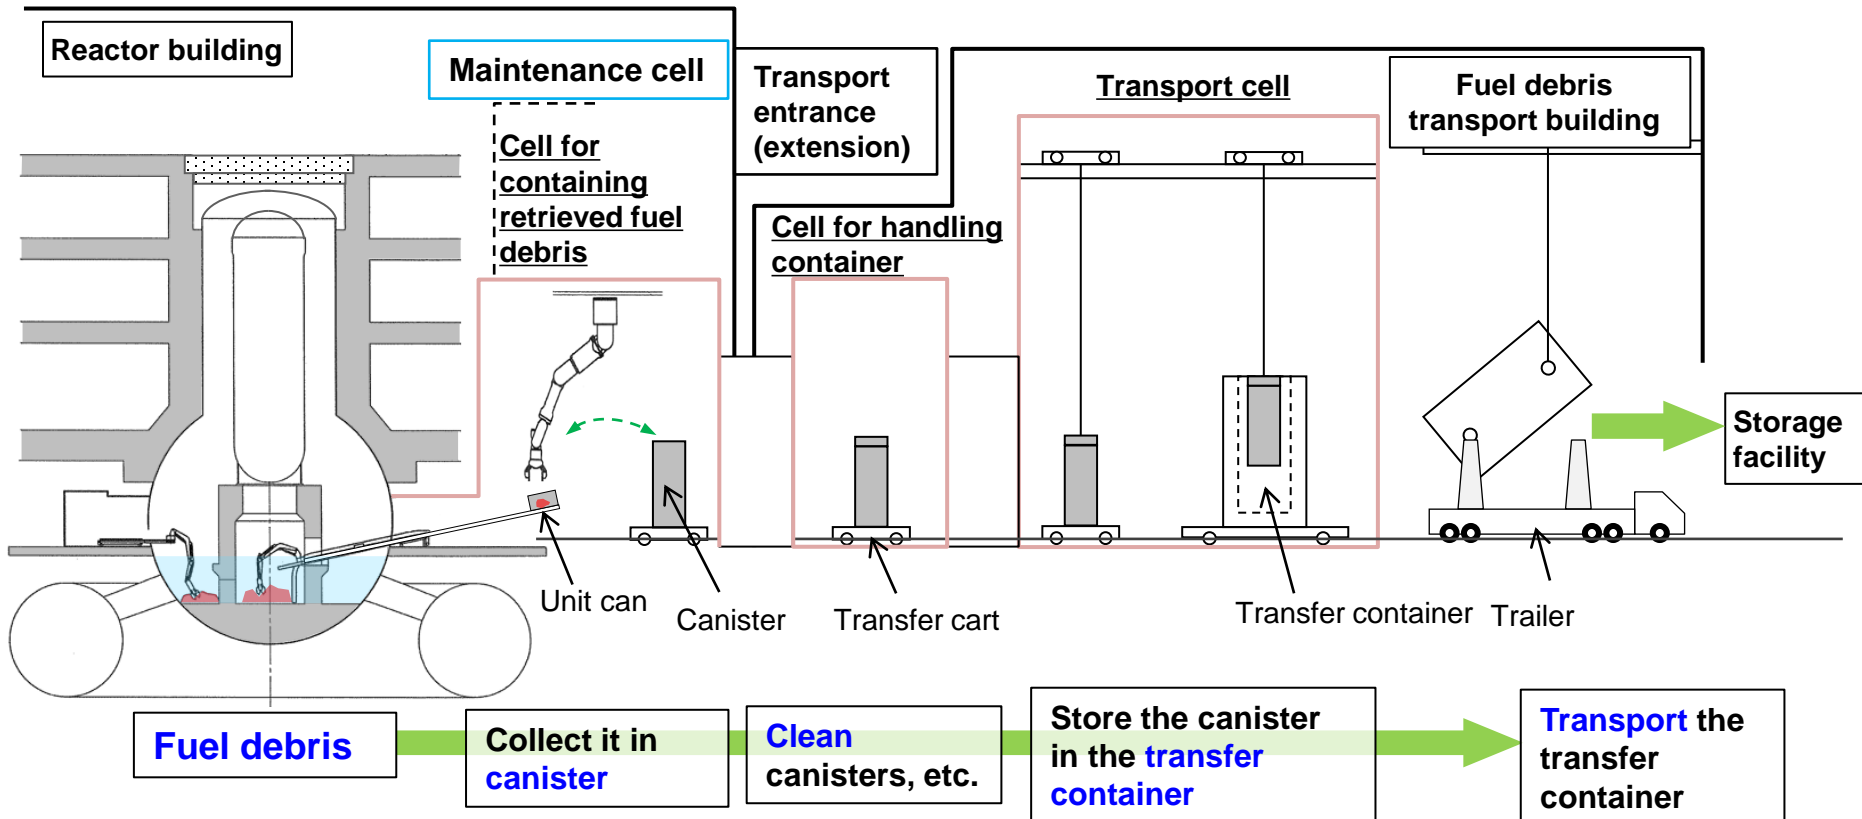 Reactor building
Maintenance cell
Cell for
containing
retrieved fuel
debris
Transport
entrance
(extension)
Cell for handling
container
Transport cell
Fuel debris
transport building
Storage
facility
Unit can
Canister
Transfer cart
Transfer container
Trailer
Fuel debris
Collect it in
canister
Clean
canisters, etc.
Store the canister
in the transfer
container
Transport the
transfer
container